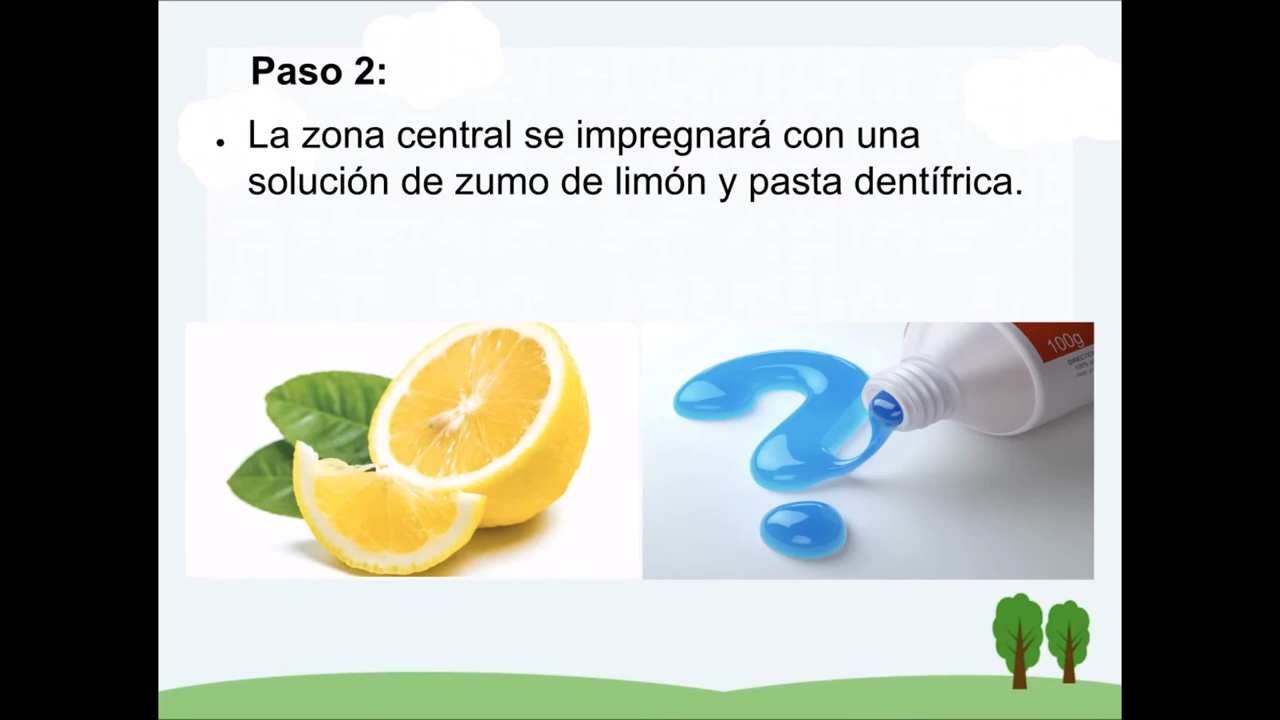 Paso 2:
• La zona central se impregnará con una
solución de zumo de limón y pasta dentífrica.
100g